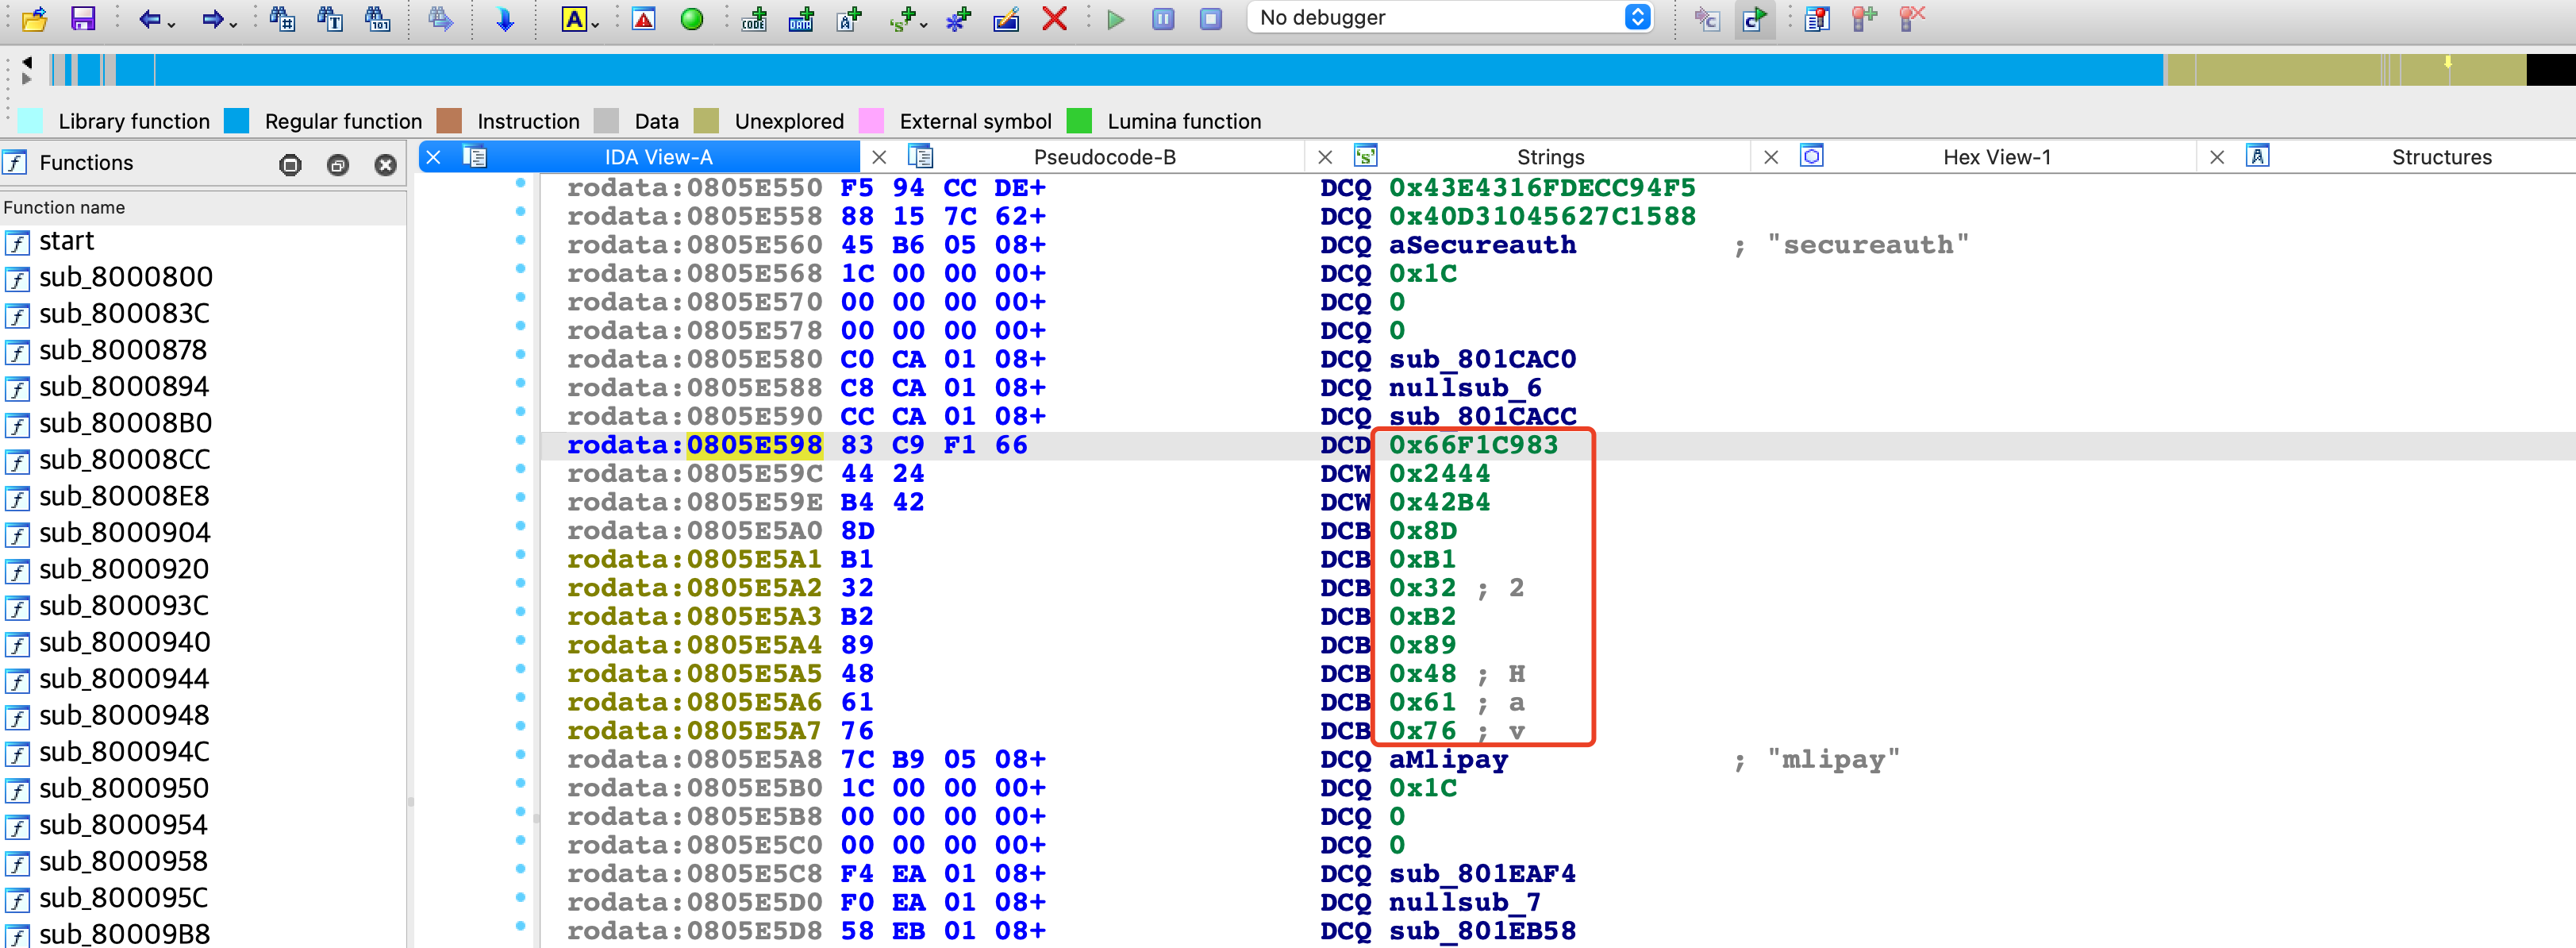 No debugger
Library function Regular function Instruction Data Unexplored External symbol Lumina function
Functions
IDA View-A Pseudocode-B Strings Hex View-1 Structures
Function name
start
sub_8000800
sub_800083C
sub_8000878
sub_8000894
sub_80008B0
sub_80008CC
sub_80008E8
sub_8000904
sub_8000920
sub_800093C
sub_8000940
sub_8000944
sub_8000948
sub_800094C
sub_8000950
sub_8000954
sub_8000958
sub_800095C
sub_80009B8
rodata:0805E550 F5 94 CC DE+ DCQ 0x43E4316FDECC94F5
rodata:0805E558 88 15 7C 62+ DCQ 0x40D31045627C1588
rodata:0805E560 45 B6 05 08+ DCQ aSecureauth ; "secureauth"
rodata:0805E568 1C 00 00 00+ DCQ 0x1C
rodata:0805E570 00 00 00 00+ DCQ 0
rodata:0805E578 00 00 00 00+ DCQ 0
rodata:0805E580 C0 CA 01 08+ DCQ sub_801CAC0
rodata:0805E588 C8 CA 01 08+ DCQ nullsub_6
rodata:0805E590 CC CA 01 08+ DCQ sub_801CACC
rodata:0805E598 83 C9 F1 66 DCD 0x66F1C983
rodata:0805E59C 44 24 DCW 0x2444
rodata:0805E59E B4 42 DCW 0x42B4
rodata:0805E5A0 8D DCB 0x8D
rodata:0805E5A1 B1 DCB 0xB1
rodata:0805E5A2 32 DCB 0x32 ; 2
rodata:0805E5A3 B2 DCB 0xB2
rodata:0805E5A4 89 DCB 0x89
rodata:0805E5A5 48 DCB 0x48 ; H
rodata:0805E5A6 61 DCB 0x61 ; a
rodata:0805E5A7 76 DCB 0x76 ; v
rodata:0805E5A8 7C B9 05 08+ DCQ aMlipay ; "mlipay"
rodata:0805E5B0 1C 00 00 00+ DCQ 0x1C
rodata:0805E5B8 00 00 00 00+ DCQ 0
rodata:0805E5C0 00 00 00 00+ DCQ 0
rodata:0805E5C8 F4 EA 01 08+ DCQ sub_801EAF4
rodata:0805E5D0 F0 EA 01 08+ DCQ nullsub_7
rodata:0805E5D8 58 EB 01 08+ DCQ sub_801EB58